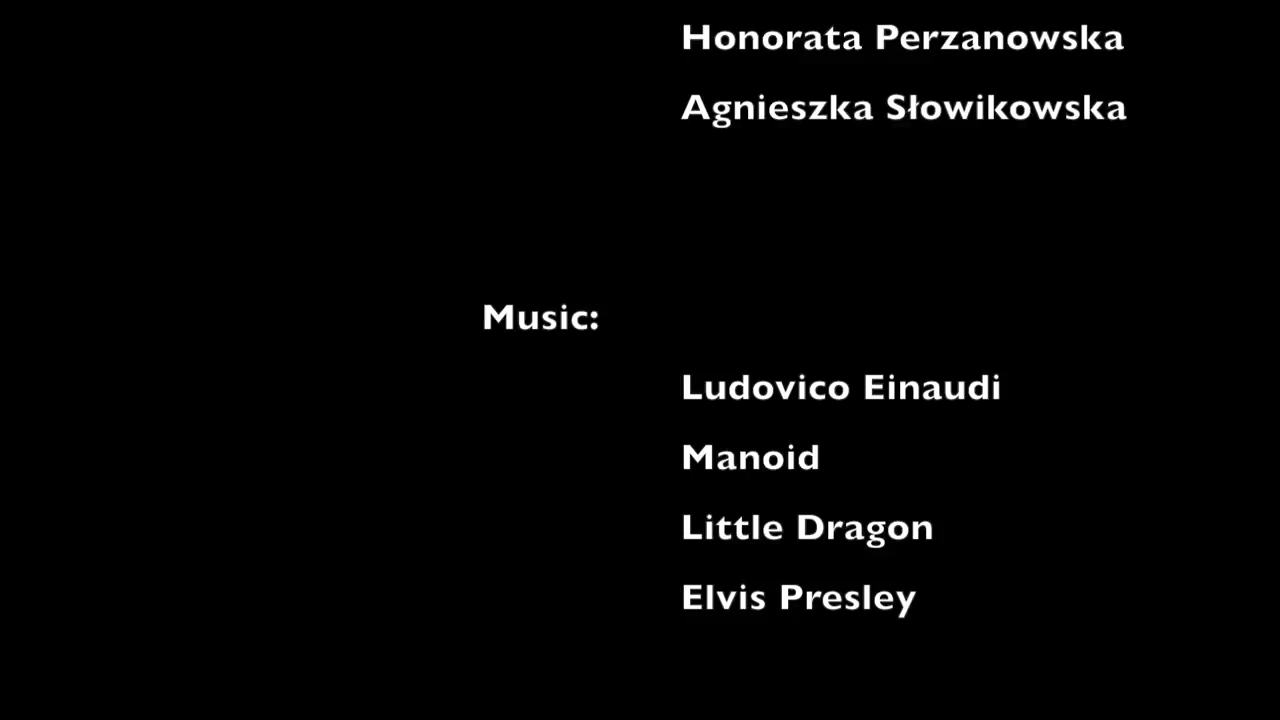 Honorata Perzanowska
Agnieszka Słowikowska
Music:
Ludovico Einaudi
Manoid
Little Dragon
Elvis Presley